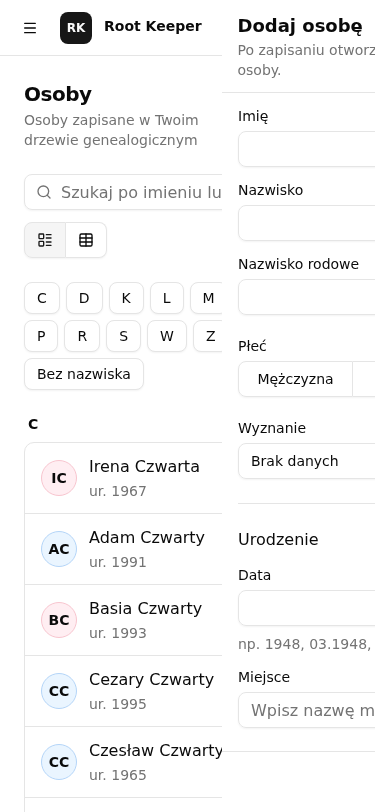 RK Root Keeper
Osoby
Osoby zapisane w Twoim
drzewie genealogicznym
Szukaj po imieniu lu
C D K L M
P R S W Z
Bez nazwiska
C
IC Irena Czwarta
ur. 1967
AC Adam Czwarty
ur. 1991
BC Basia Czwarty
ur. 1993
CC Cezary Czwarty
ur. 1995
CC Czesław Czwarty
ur. 1965
Dodaj osobę
Po zapisaniu otworz
osoby.
Imię
Nazwisko
Nazwisko rodowe
Płeć
Mężczyzna
Wyznanie
Brak danych
Urodzenie
Data
np. 1948, 03.1948,
Miejsce
Wpisz nazwę m